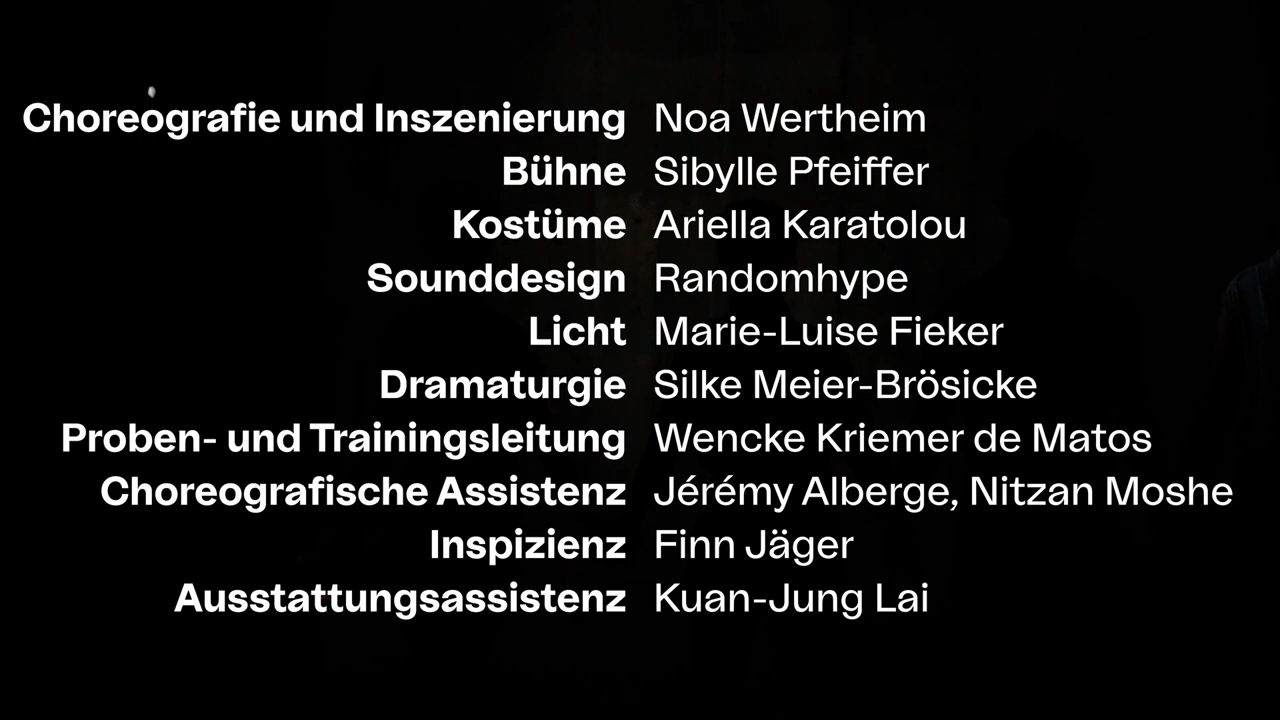 Choreografie und Inszenierung Noa Wertheim
Bühne Sibylle Pfeiffer
Kostüme Ariella Karatolou
Sounddesign Randomhype
Licht Marie-Luise Fieker
Dramaturgie Silke Meier-Brösicke
Proben- und Trainingsleitung Wencke Kriemer de Matos
Choreografische Assistenz Jérémy Alberge, Nitzan Moshe
Inspizienz Finn Jäger
Ausstattungsassistenz Kuan-Jung Lai